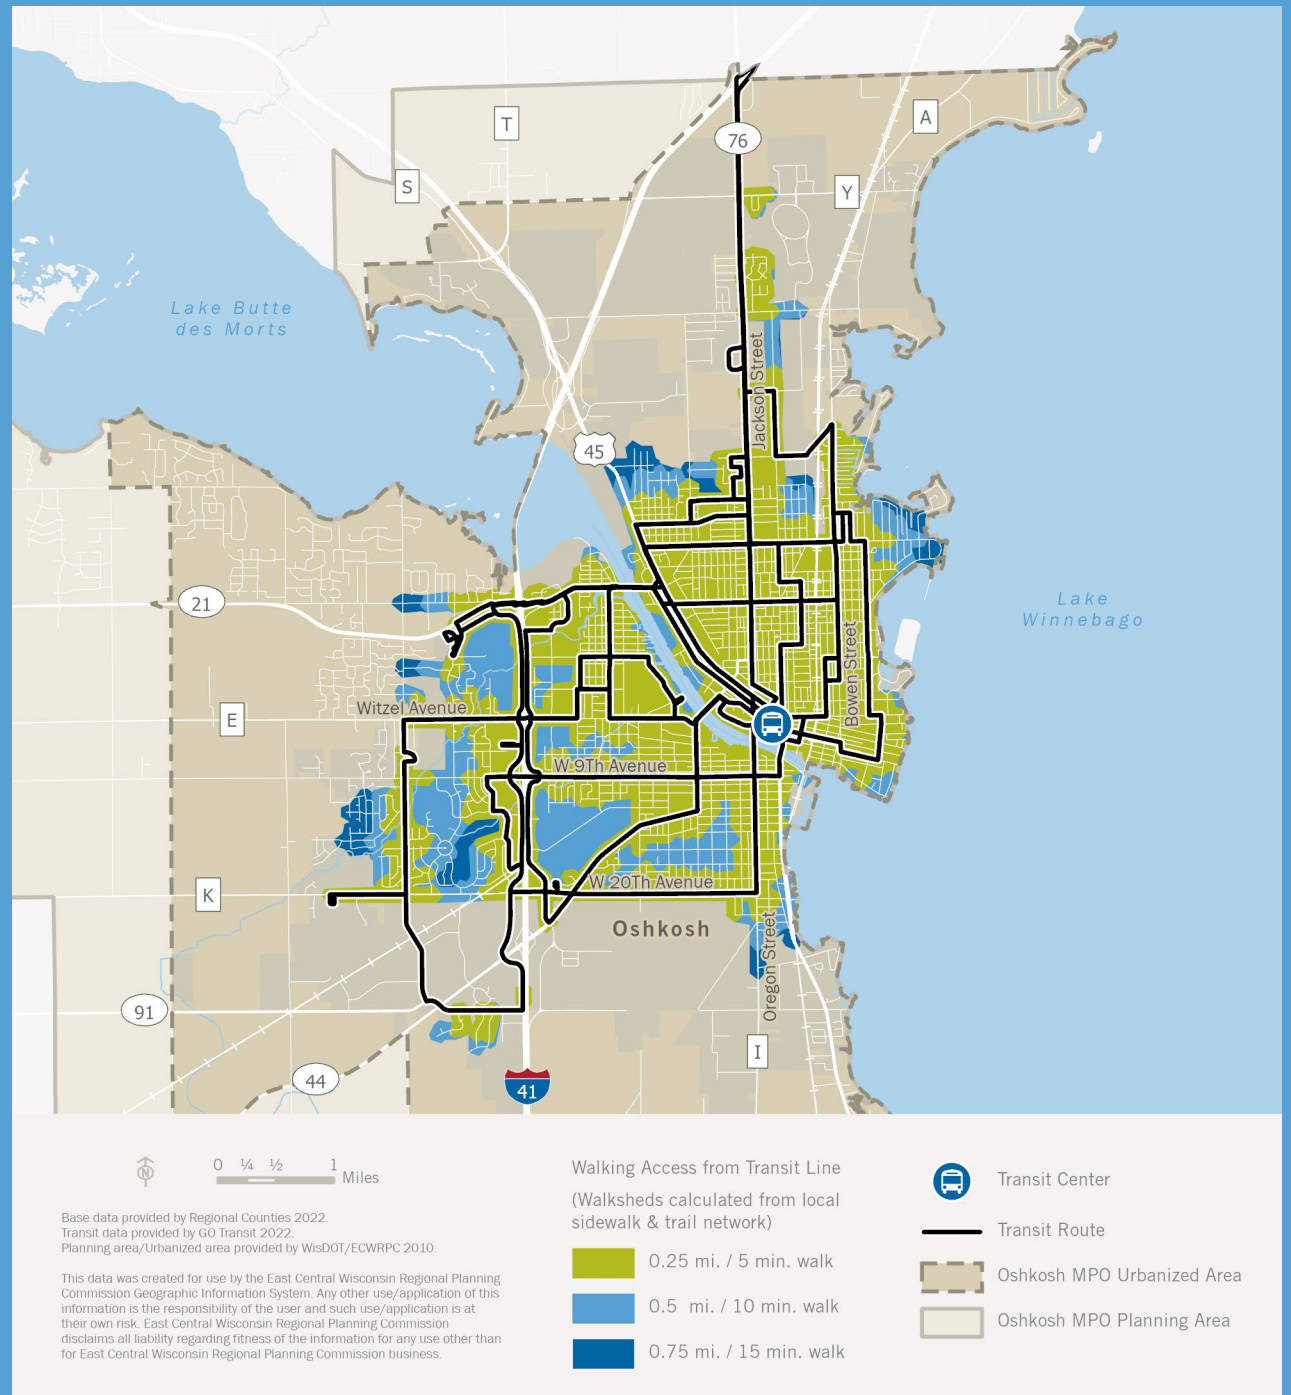 T
A
76
S
Y
Lake Butte
des Morts
Jackson Street
45
21
Lake
Winnebago
Bowen Street
Witzel Avenue
E
W 9Th Avenue
K
W 20Th Avenue
Oshkosh
Oregon Street
91
I
44
41
0 ¼ ½ 1
Miles
N
Base data provided by Regional Counties 2022.
Transit data provided by GO Transit 2022.
Planning area/Urbanized area provided by WisDOT/ECWRPC 2010.
This data was created for use by the East Central Wisconsin Regional Planning
Commission Geographic Information System. Any other use/application of this
information is the responsibility of the user and such use/application is at
their own risk. East Central Wisconsin Regional Planning Commission
disclaims all liability regarding fitness of the information for any use other than
for East Central Wisconsin Regional Planning Commission business.
Walking Access from Transit Line
(Walksheds calculated from local
sidewalk & trail network)
0.25 mi. / 5 min. walk
0.5 mi. / 10 min. walk
0.75 mi. / 15 min. walk
Transit Center
Transit Route
Oshkosh MPO Urbanized Area
Oshkosh MPO Planning Area